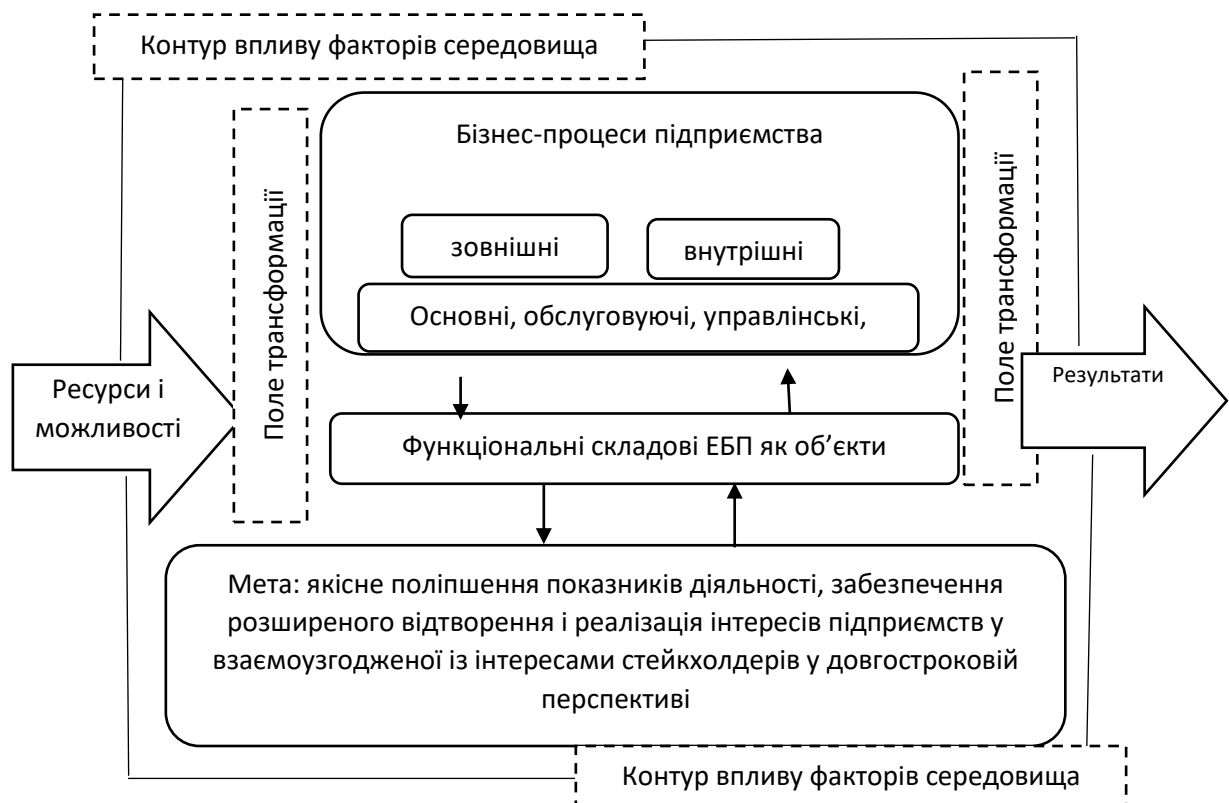 Контур впливу факторів середовища
Бізнес-процеси підприємства
Поле трансформації
Поле трансформації
зовнішні
внутрішні
Основні, обслуговуючі, управлінські,
Ресурси і
можливості
Результати
Функціональні складові ЕБП як об’єкти
Мета: якісне поліпшення показників діяльності, забезпечення
розширеного відтворення і реалізація інтересів підприємств у
взаємоузгодженої із інтересами стейкхолдерів у довгостроковій
перспективі
Контур впливу факторів середовища